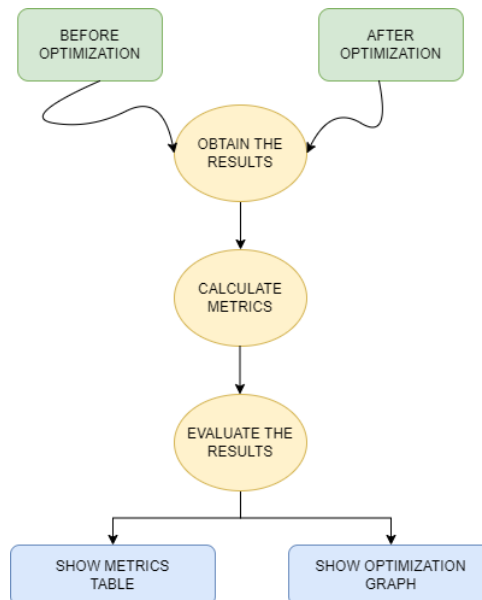 BEFORE
OPTIMIZATION
AFTER
OPTIMIZATION
OBTAIN THE
RESULTS
CALCULATE
METRICS
EVALUATE THE
RESULTS
SHOW METRICS
TABLE
SHOW OPTIMIZATION
GRAPH